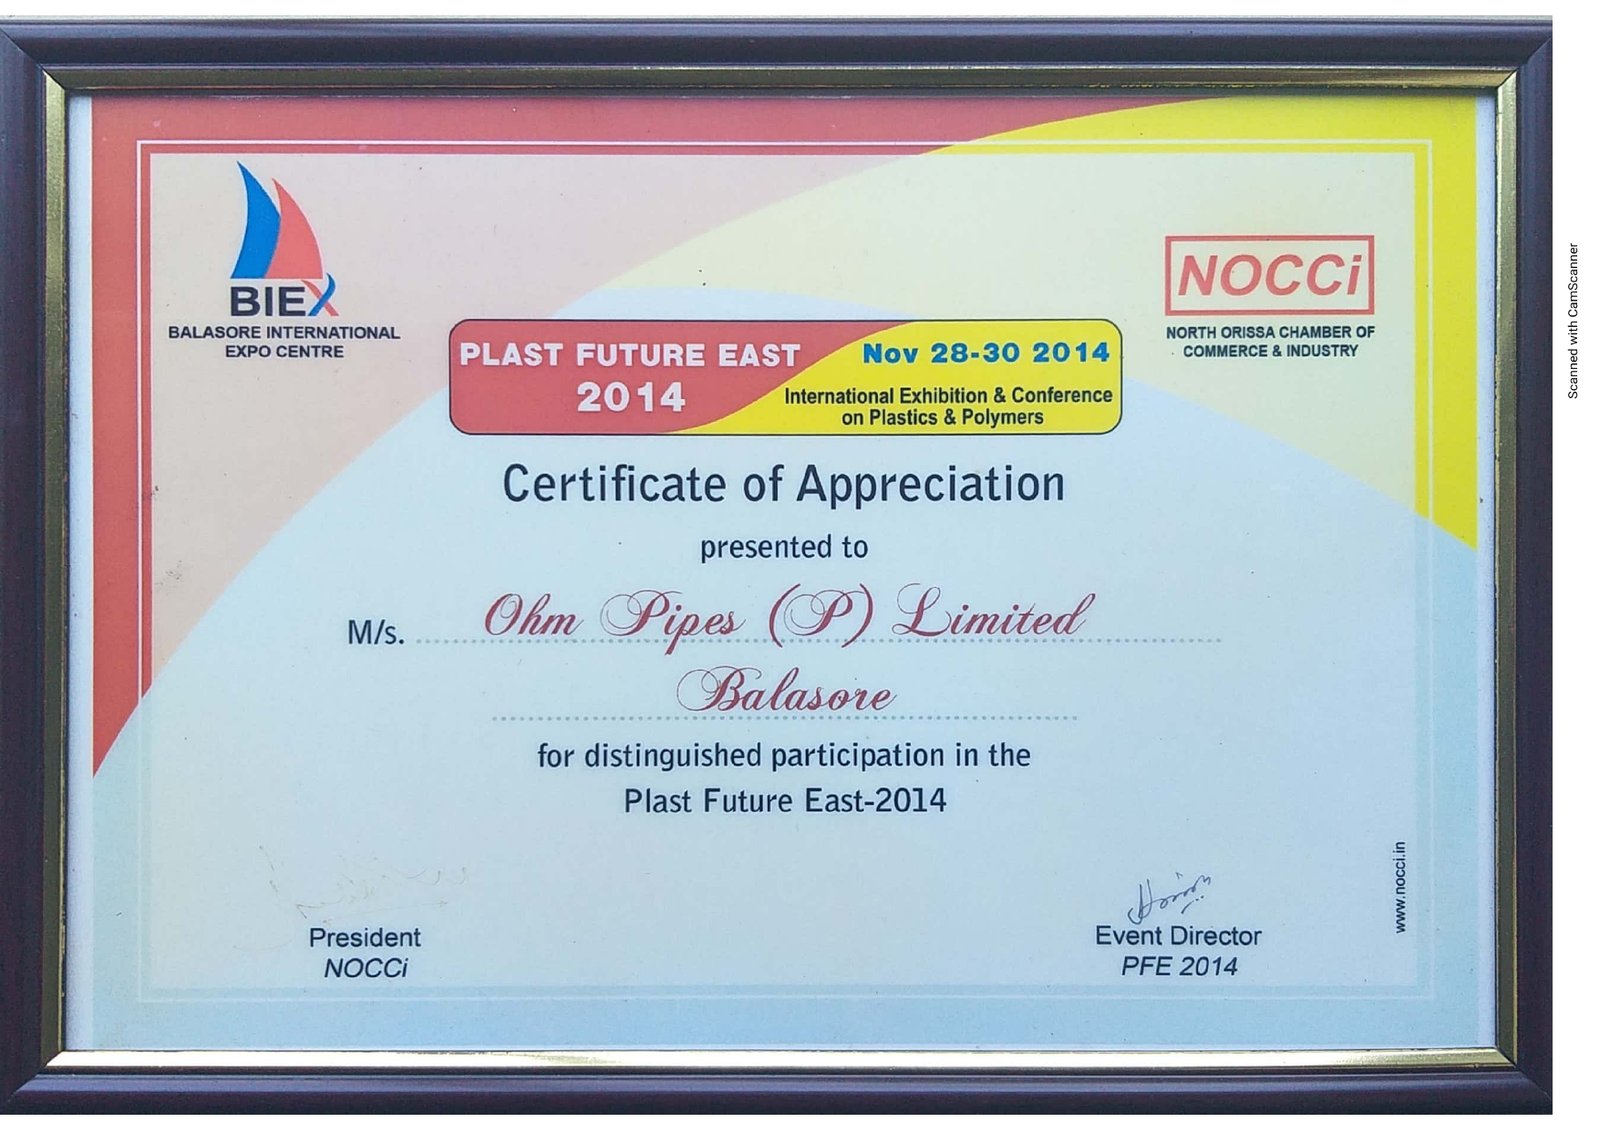 BIEX
BALASORE INTERNATIONAL
EXPO CENTRE
NOCCi
NORTH ORISSA CHAMBER OF
COMMERCE & INDUSTRY
PLAST FUTURE EAST
2014
Nov 28-30 2014
International Exhibition & Conference
on Plastics & Polymers
Certificate of Appreciation
presented to
M/s. Ohm Pipes (P) Limited
Balasore
for distinguished participation in the
Plast Future East-2014
President
NOCCi
Event Director
PFE 2014
www.nocci.in
Scanned with CamScanner